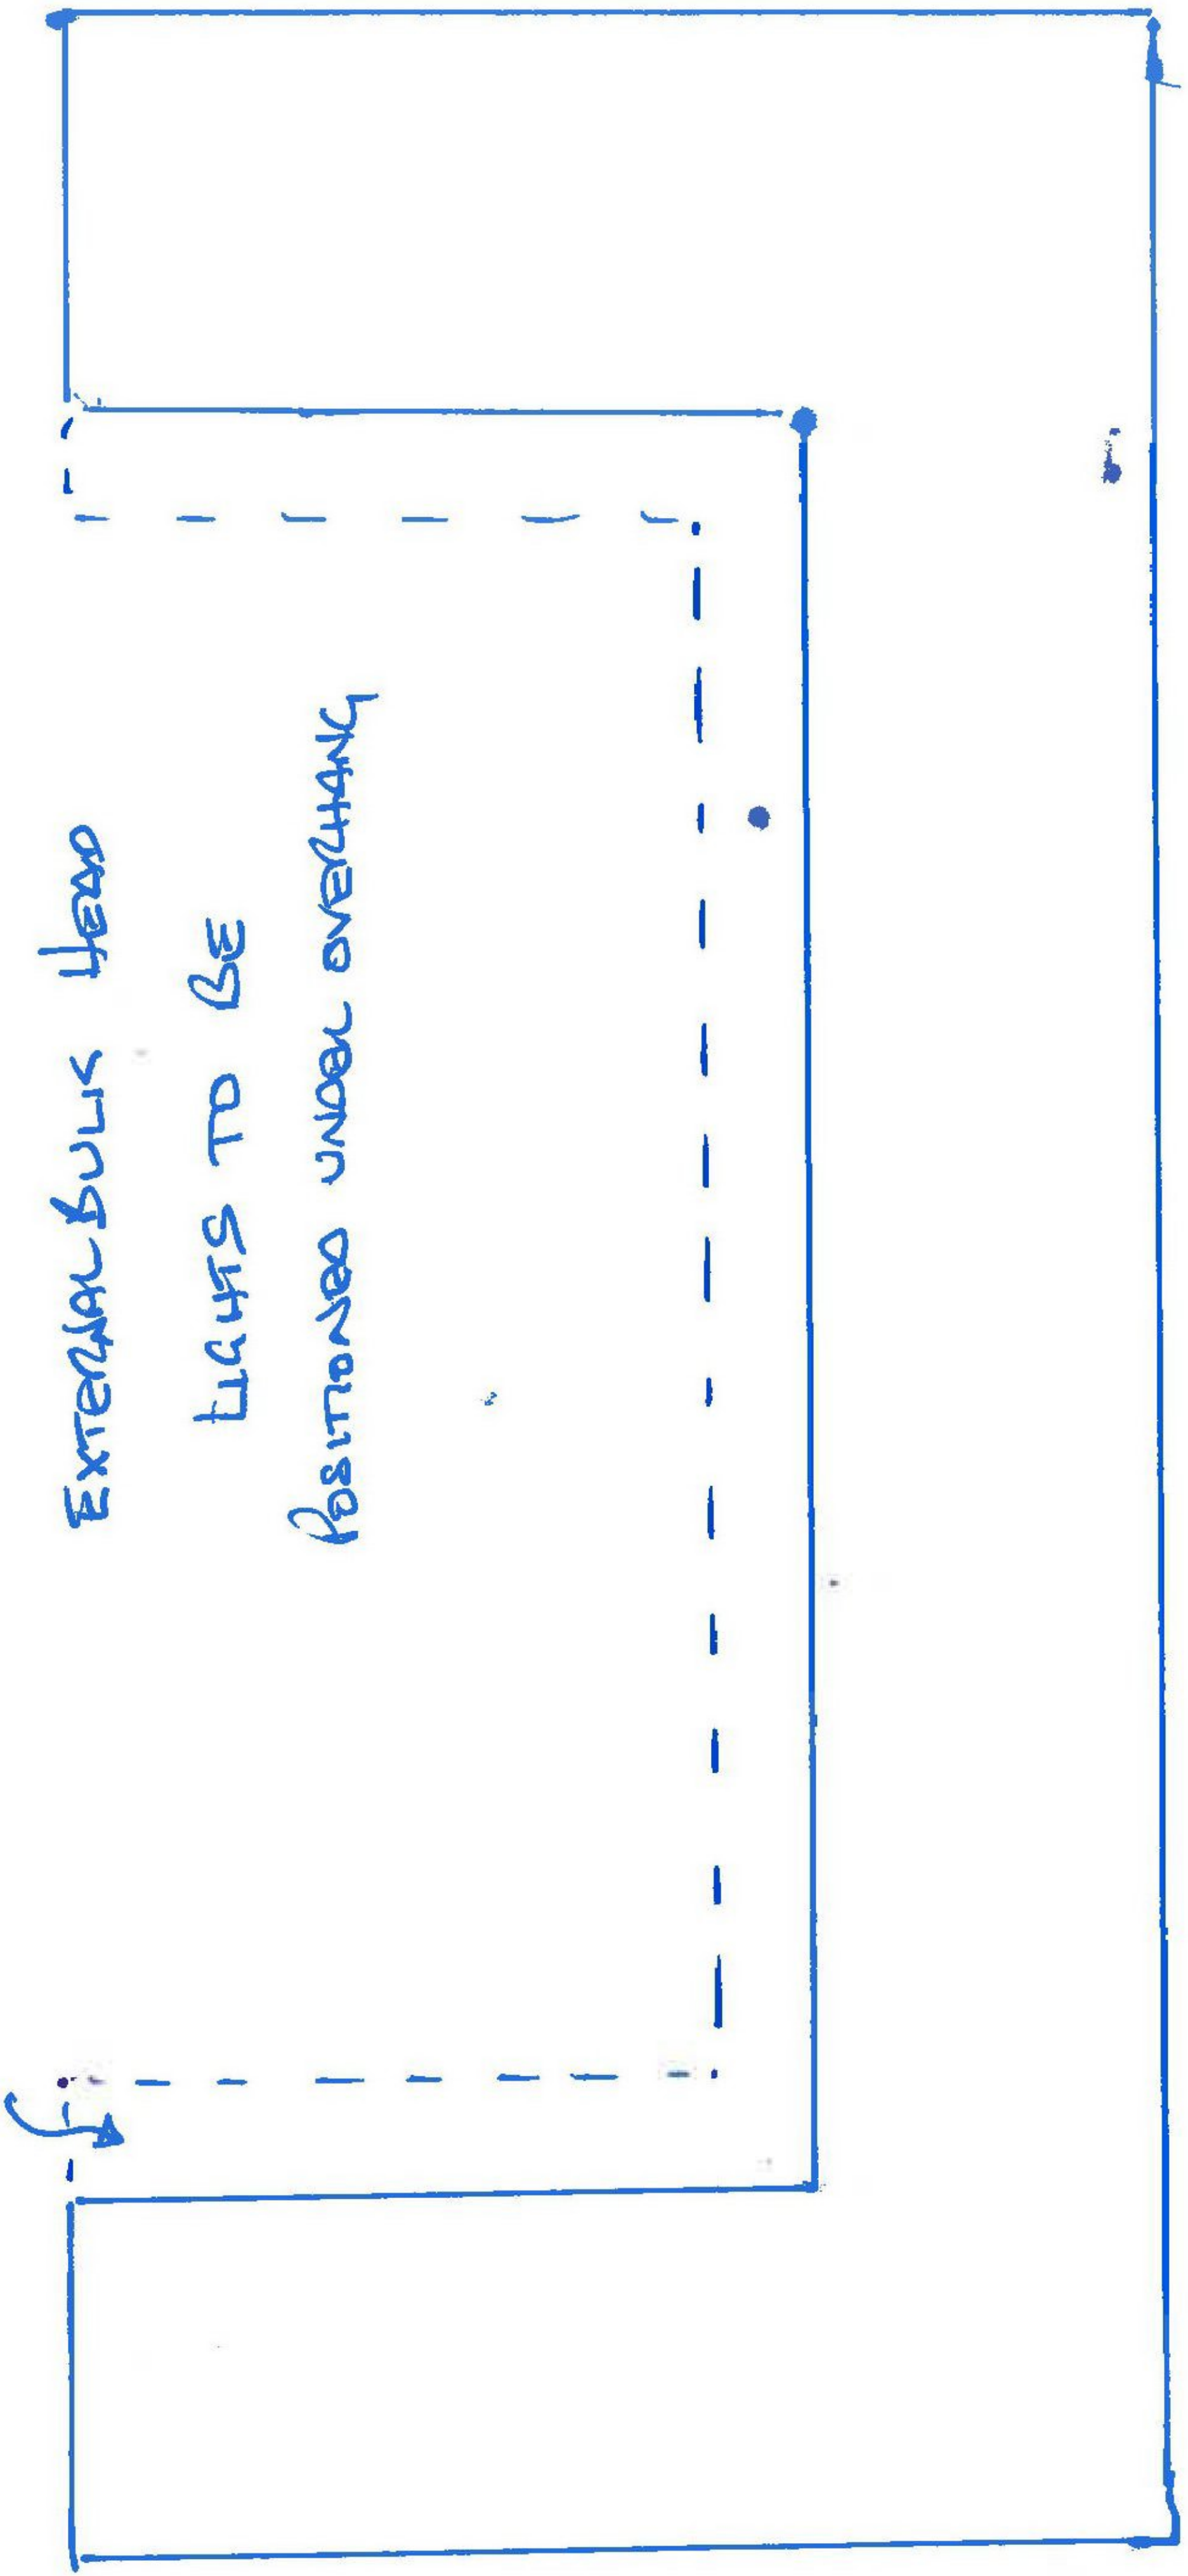 EXTERNAL BULK HEAD
LIGHTS TO BE
POSITIONED UNDER OVERHANG